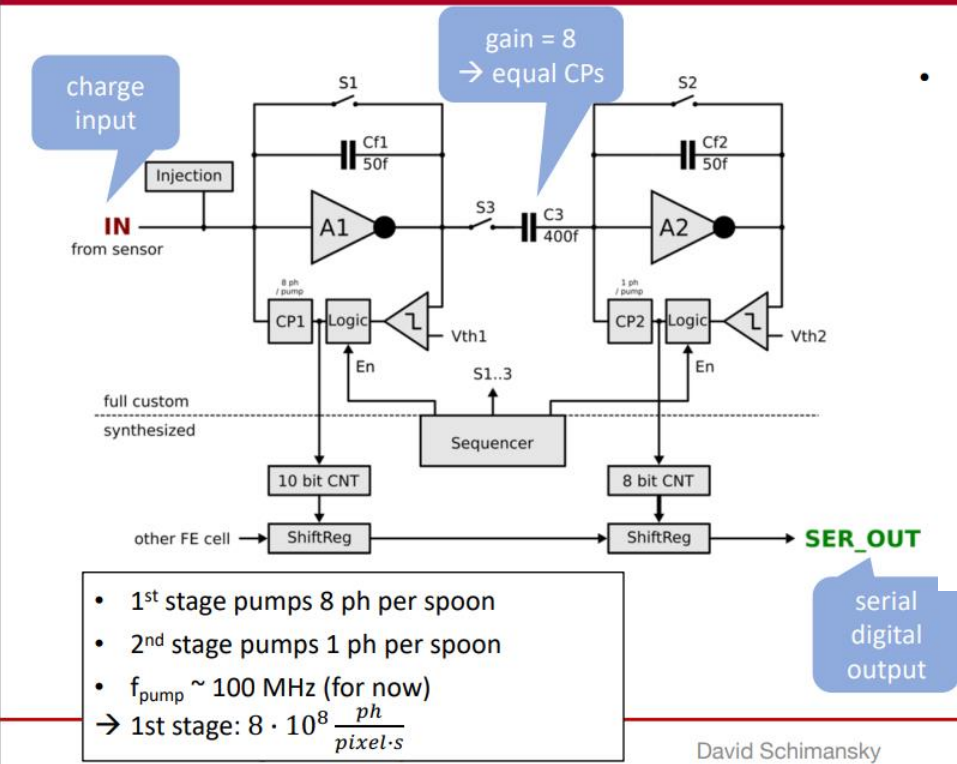 gain = 8
→ equal CPs
•
charge
input
S1
S2
Cf1
50f
Cf2
50f
Injection
IN
from sensor
A1
S3
C3
400f
A2
8 ph
/ pump
1 ph
/ pump
CP1
Logic
Vth1
CP2
Logic
Vth2
En
S1..3
En
full custom
synthesized
Sequencer
10 bit CNT
8 bit CNT
other FE cell
ShiftReg
ShiftReg
SER_OUT
• 1st stage pumps 8 ph per spoon
• 2nd stage pumps 1 ph per spoon
• fpump ~ 100 MHz (for now)
→ 1st stage: 8 · 10⁸ ph/pixel·s
serial
digital
output
David Schimansky